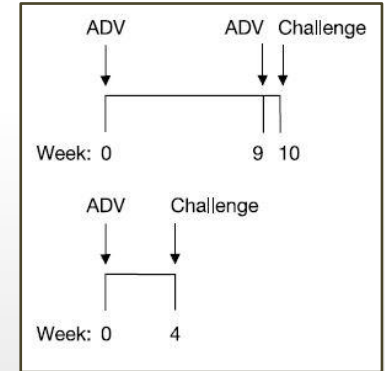 ADV ADV Challenge
Week: 0 9 10
ADV Challenge
Week: 0 4